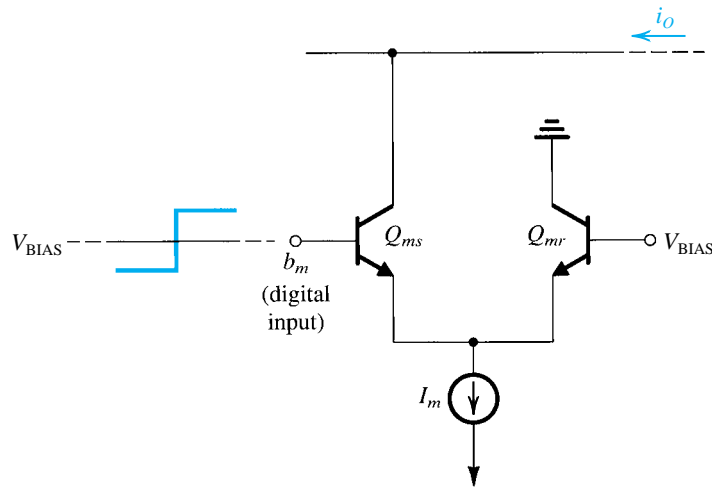 i_O
V_BIAS
b_m
(digital
input)
Q_ms
Q_mr
V_BIAS
I_m